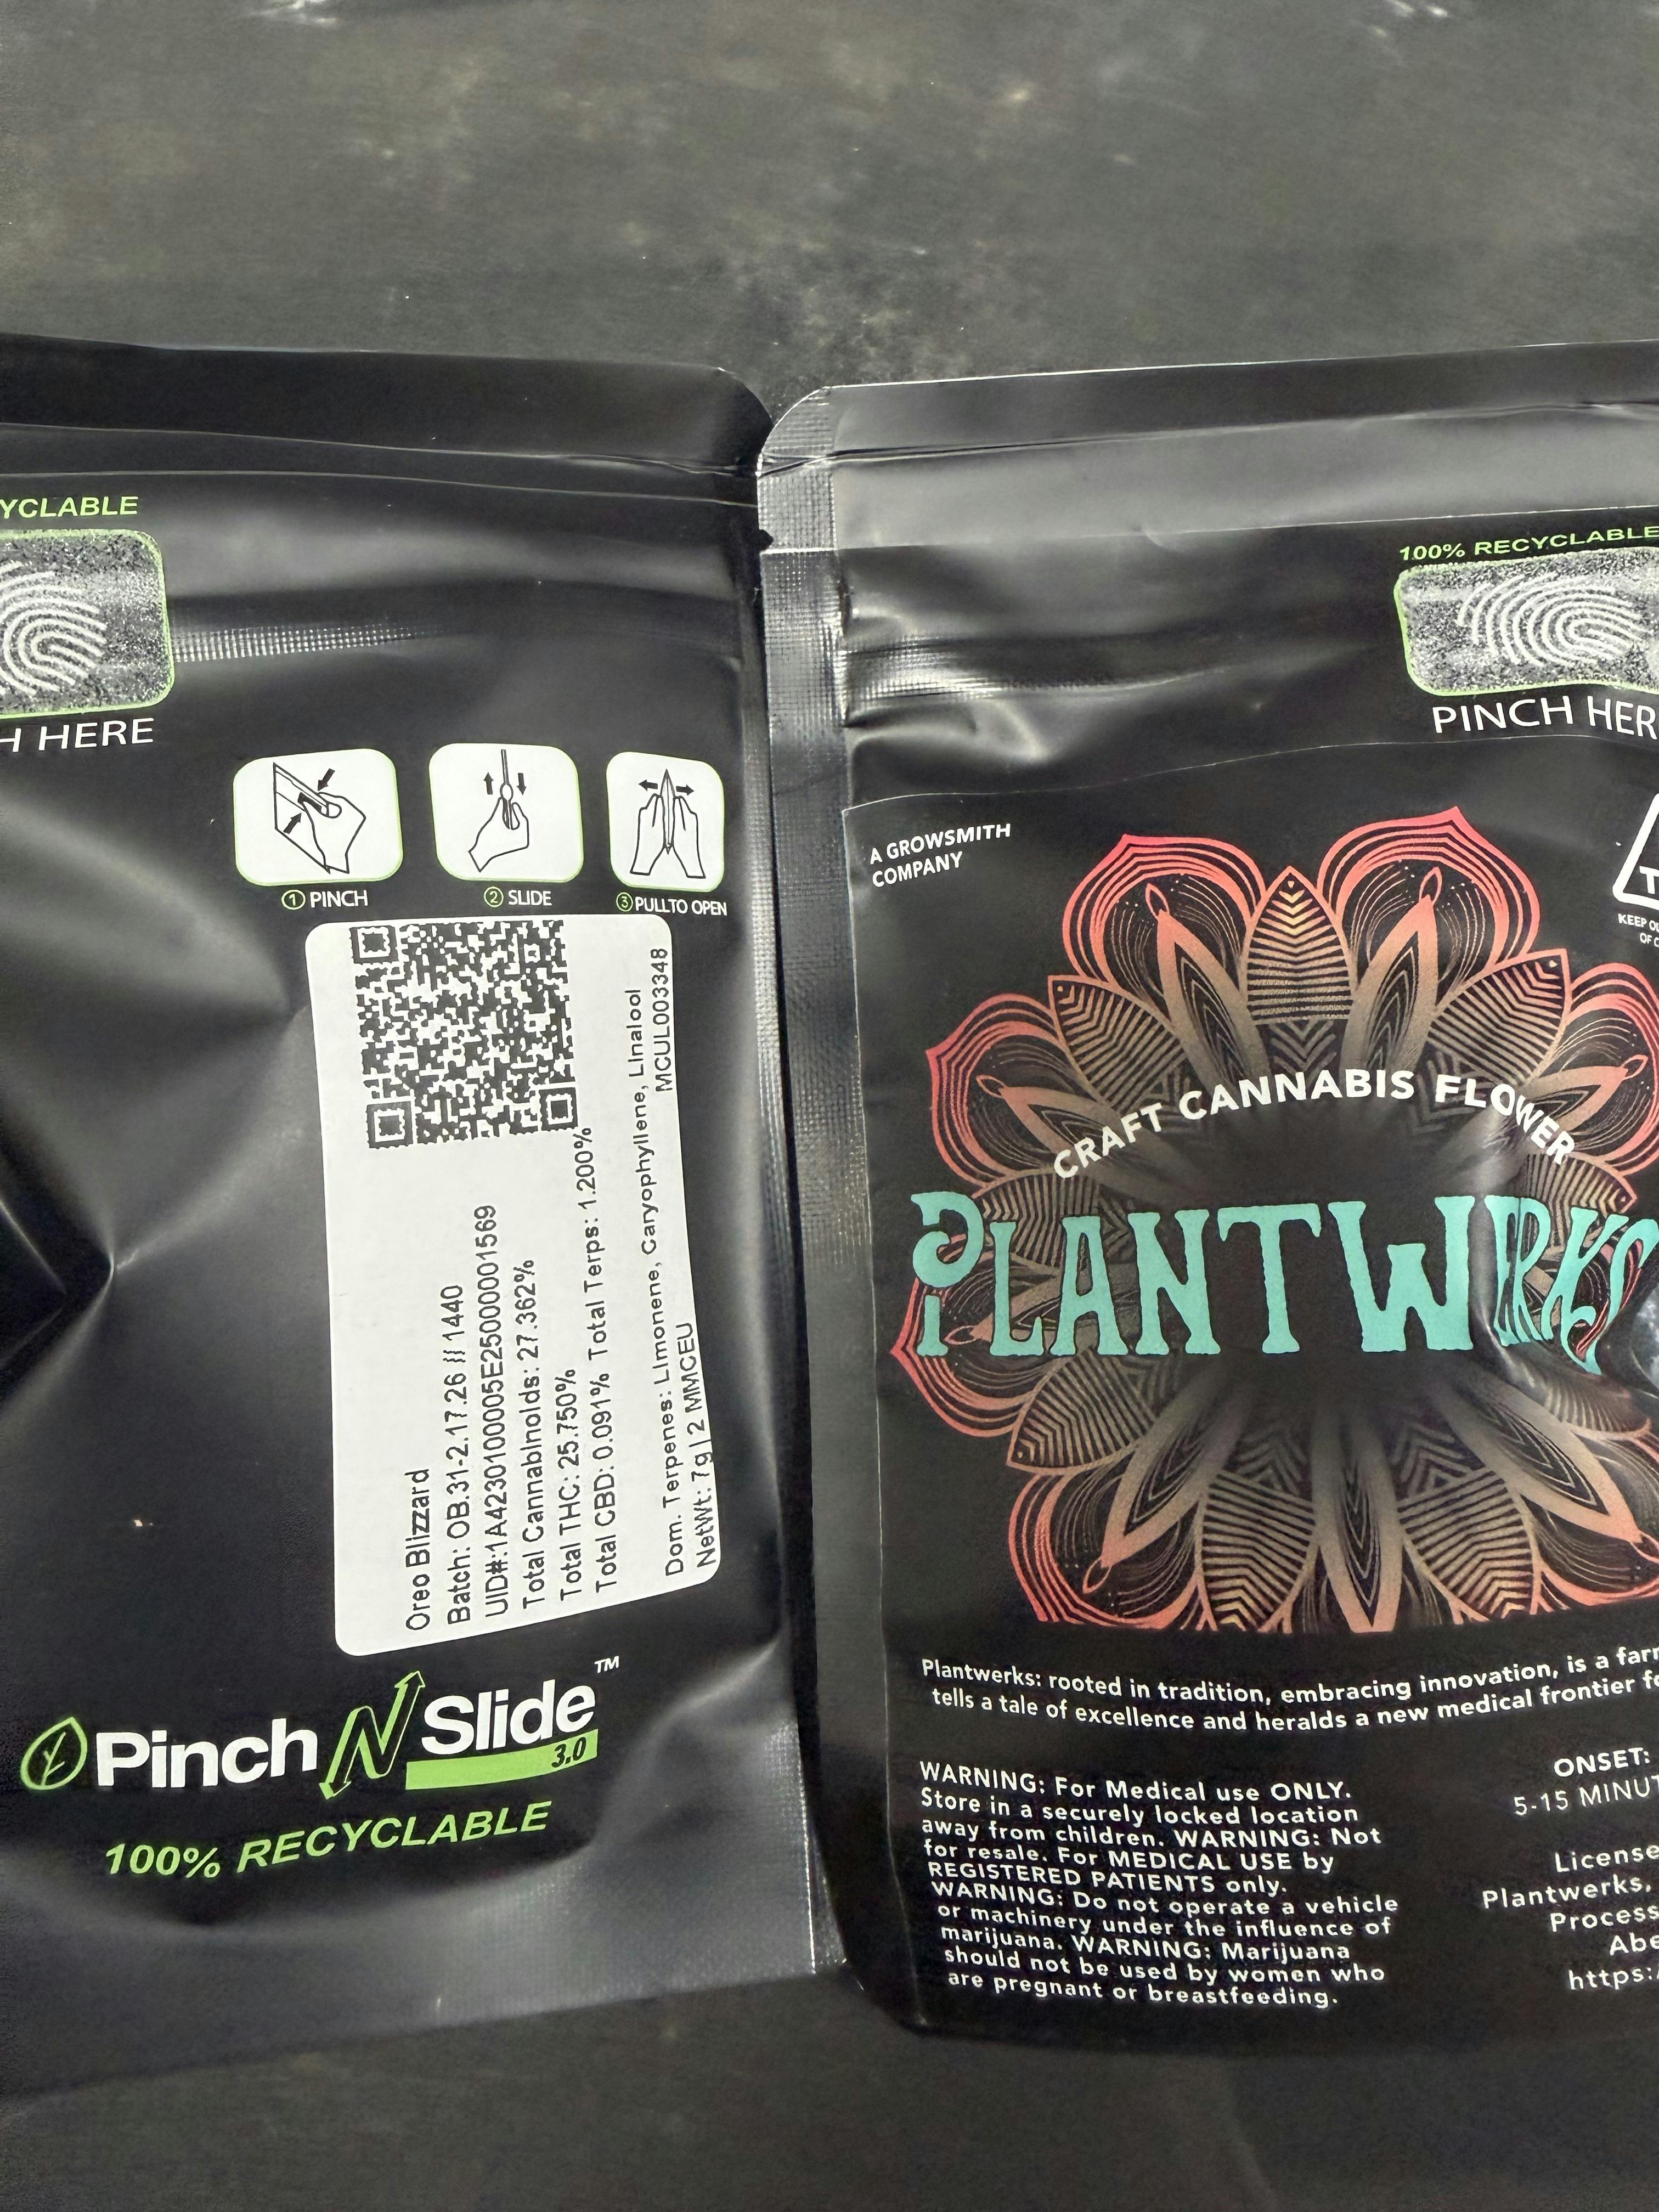 YCLABLE
H HERE
1 PINCH
2 SLIDE
3 PULL TO OPEN
Oreo Blizzard
Batch: OB.31-2.17.26 // 1440
UID#:1A4230100005E25000001569
Total Cannabinoids: 27.362%
Total THC: 25.750%
Total CBD: 0.091% Total Terps: 1.200%
Dom. Terpenes: Limonene, Caryophyllene, Linalool
NetWt: 7g | 2 MMCEU
MCUL003348
Pinch N Slide™
3.0
100% RECYCLABLE
100% RECYCLABLE
PINCH HER
A GROWSMITH
COMPANY
T
KEEP OU
OF C
CRAFT CANNABIS FLOWER
PLANTWERKS
Plantwerks: rooted in tradition, embracing innovation, is a farm
tells a tale of excellence and heralds a new medical frontier fo
WARNING: For Medical use ONLY.
Store in a securely locked location
away from children. WARNING: Not
for resale. For MEDICAL USE by
REGISTERED PATIENTS only.
WARNING: Do not operate a vehicle
or machinery under the influence of
marijuana. WARNING: Marijuana
should not be used by women who
are pregnant or breastfeeding.
ONSET:
5-15 MINUT
License
Plantwerks,
Process
Abe
https:/